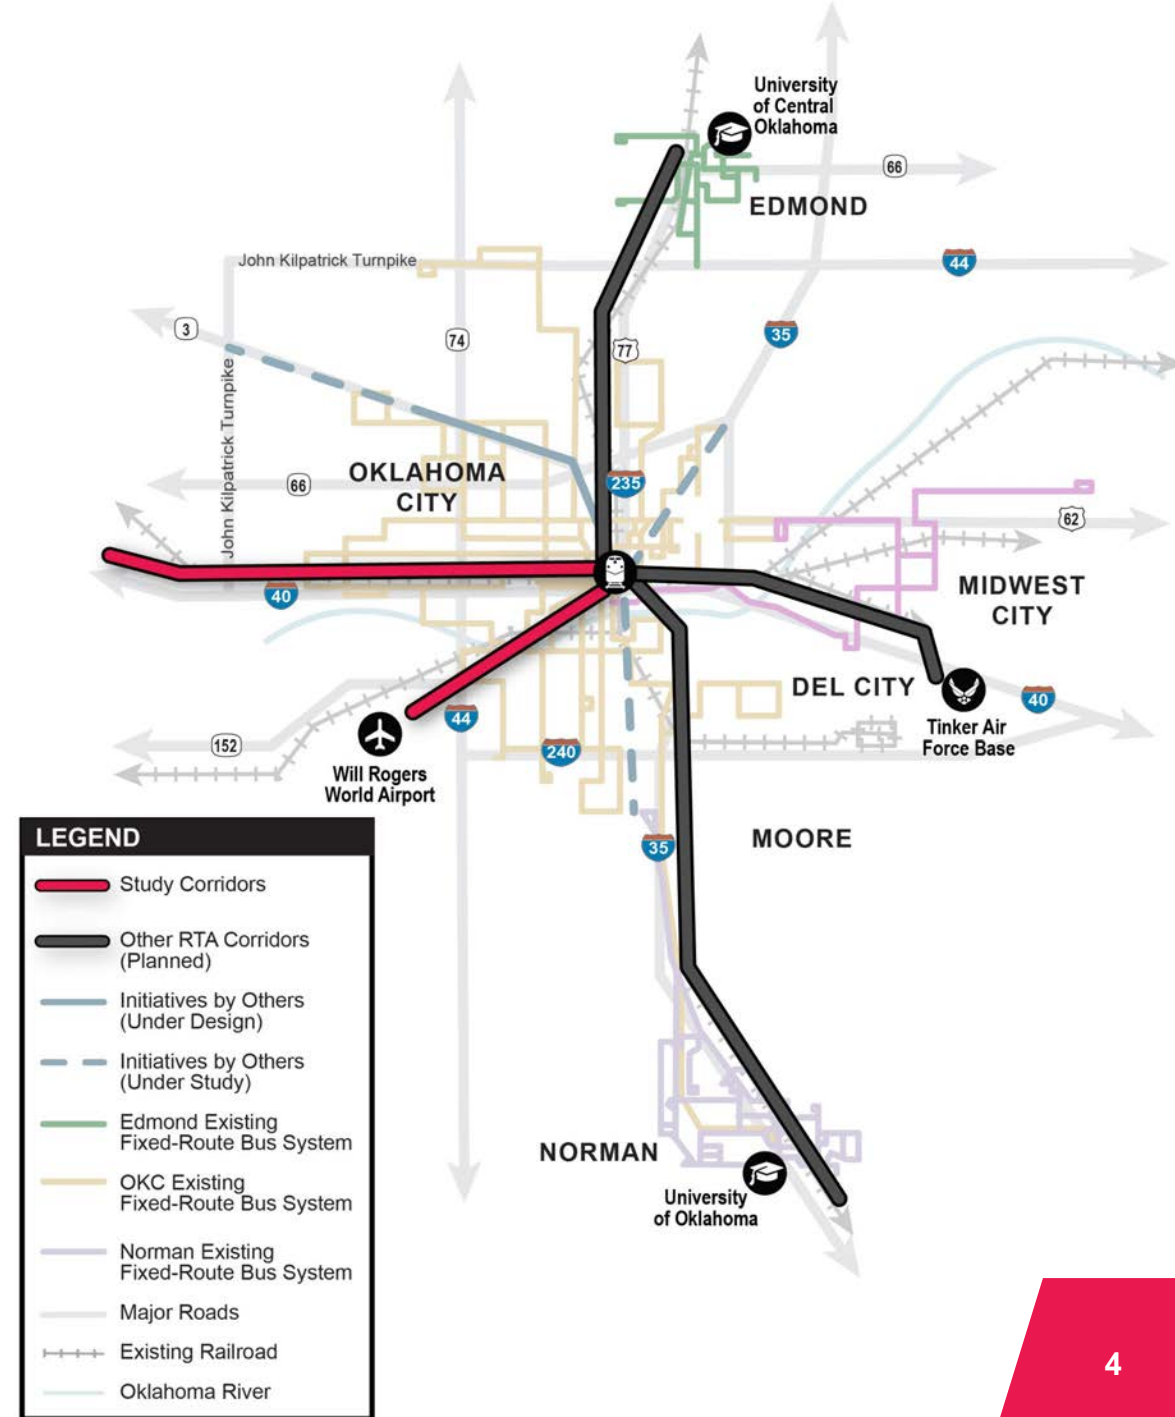 University
of Central
Oklahoma
66
EDMOND
John Kilpatrick Turnpike
44
3
74
77
35
John Kilpatrick Turnpike
OKLAHOMA
CITY
66
235
62
40
MIDWEST
CITY
DEL CITY
40
Tinker Air
Force Base
44
152
240
Will Rogers
World Airport
MOORE
35
NORMAN
University
of Oklahoma
LEGEND
Study Corridors
Other RTA Corridors
(Planned)
Initiatives by Others
(Under Design)
Initiatives by Others
(Under Study)
Edmond Existing
Fixed-Route Bus System
OKC Existing
Fixed-Route Bus System
Norman Existing
Fixed-Route Bus System
Major Roads
Existing Railroad
Oklahoma River
4